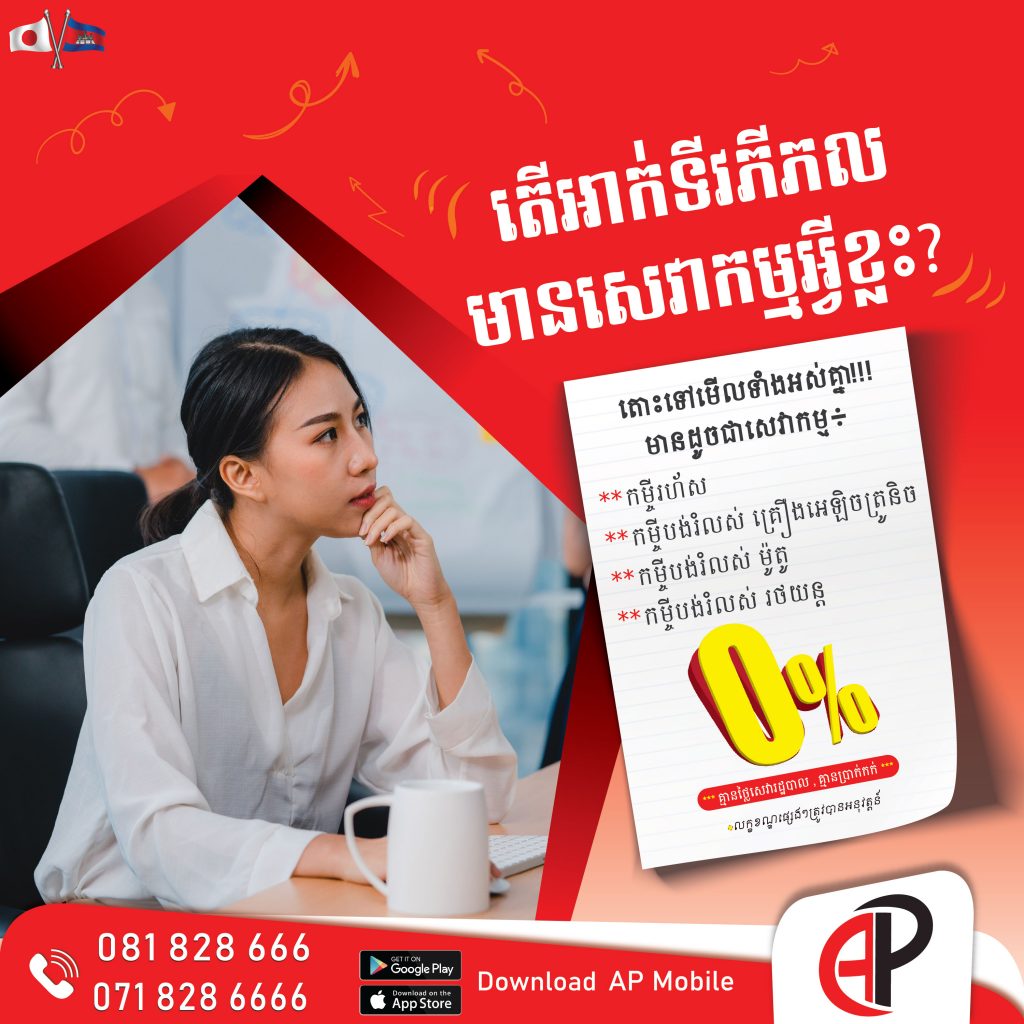 តើអាក់ទីវភីភល
មានសេវាកម្មអ្វីខ្លះ?
តោះទៅមើលទាំងអស់គ្នា!!!
មានដូចជាសេវាកម្ម÷
** កម្ចីរហ័ស
** កម្ចីបង់រំលស់ គ្រឿងអេឡិចត្រូនិច
** កម្ចីបង់រំលស់ ម៉ូតូ
** កម្ចីបង់រំលស់ រថយន្ត
0%
*** គ្មានថ្លៃសេវារដ្ឋបាល , គ្មានប្រាក់កក់ ***
*លក្ខខណ្ឌផ្សេងៗត្រូវបានអនុវត្តន៍
081 828 666
071 828 6666
GET IT ON
Google Play
Download on the
App Store
Download AP Mobile
AP